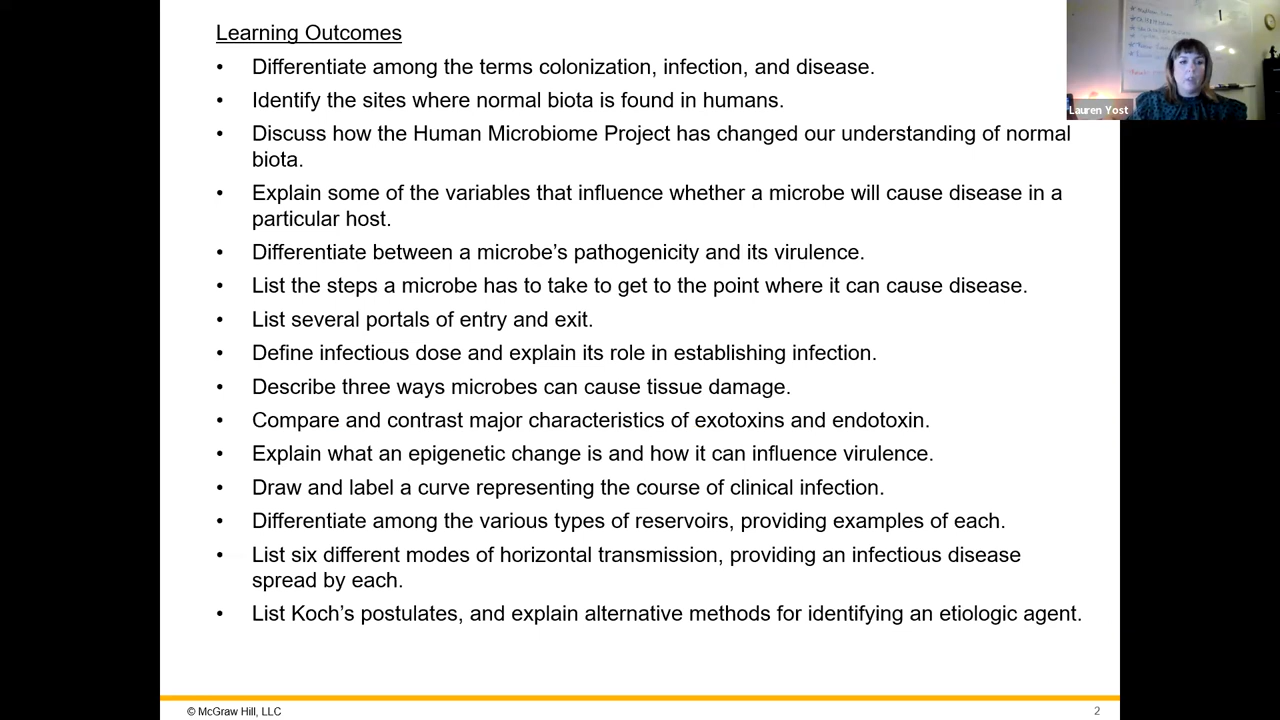 Learning Outcomes
• Differentiate among the terms colonization, infection, and disease.
• Identify the sites where normal biota is found in humans.
• Discuss how the Human Microbiome Project has changed our understanding of normal
biota.
• Explain some of the variables that influence whether a microbe will cause disease in a
particular host.
• Differentiate between a microbe’s pathogenicity and its virulence.
• List the steps a microbe has to take to get to the point where it can cause disease.
• List several portals of entry and exit.
• Define infectious dose and explain its role in establishing infection.
• Describe three ways microbes can cause tissue damage.
• Compare and contrast major characteristics of exotoxins and endotoxin.
• Explain what an epigenetic change is and how it can influence virulence.
• Draw and label a curve representing the course of clinical infection.
• Differentiate among the various types of reservoirs, providing examples of each.
• List six different modes of horizontal transmission, providing an infectious disease
spread by each.
• List Koch’s postulates, and explain alternative methods for identifying an etiologic agent.
Lauren Yost
© McGraw Hill, LLC
2